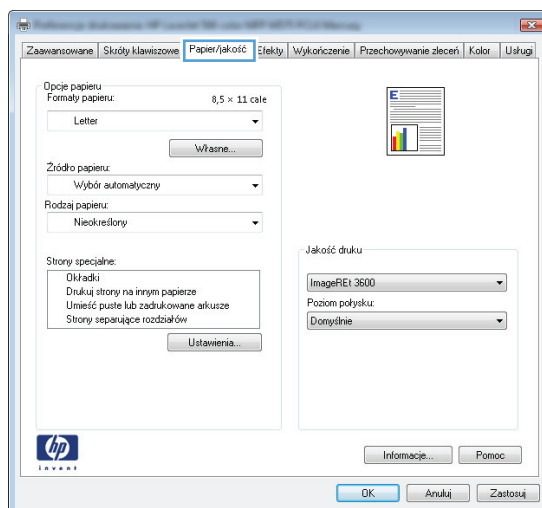 Zaawansowane Skróty klawiszowe Papier/jakość Efekty Wykończenie Przechowywanie zleceń Kolor Usługi
Opcje papieru
Formaty papieru: 8,5 × 11 cale
Letter
Własne...
Źródło papieru:
Wybór automatyczny
Rodzaj papieru:
Nieokreślony
Strony specjalne:
Okładki
Drukuj strony na innym papierze
Umieść puste lub zadrukowane arkusze
Strony separujące rozdziałów
Ustawienia...
E
Jakość druku
ImageREt 3600
Poziom połysku:
Domyślnie
hp
invent
Informacje... Pomoc
OK Anuluj Zastosuj